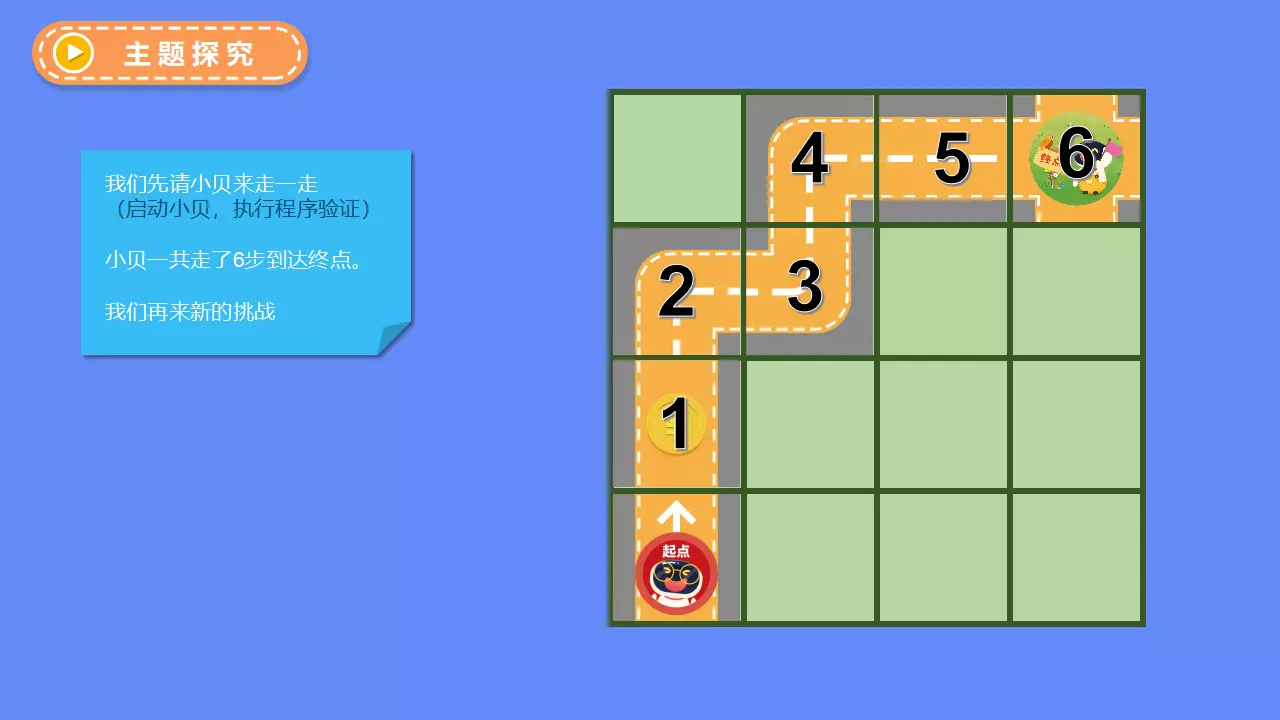 主题探究
我们先请小贝来走一走
（启动小贝，执行程序验证）
小贝一共走了6步到达终点。
我们再来新的挑战
4
5
6
终点
2
3
1
起点